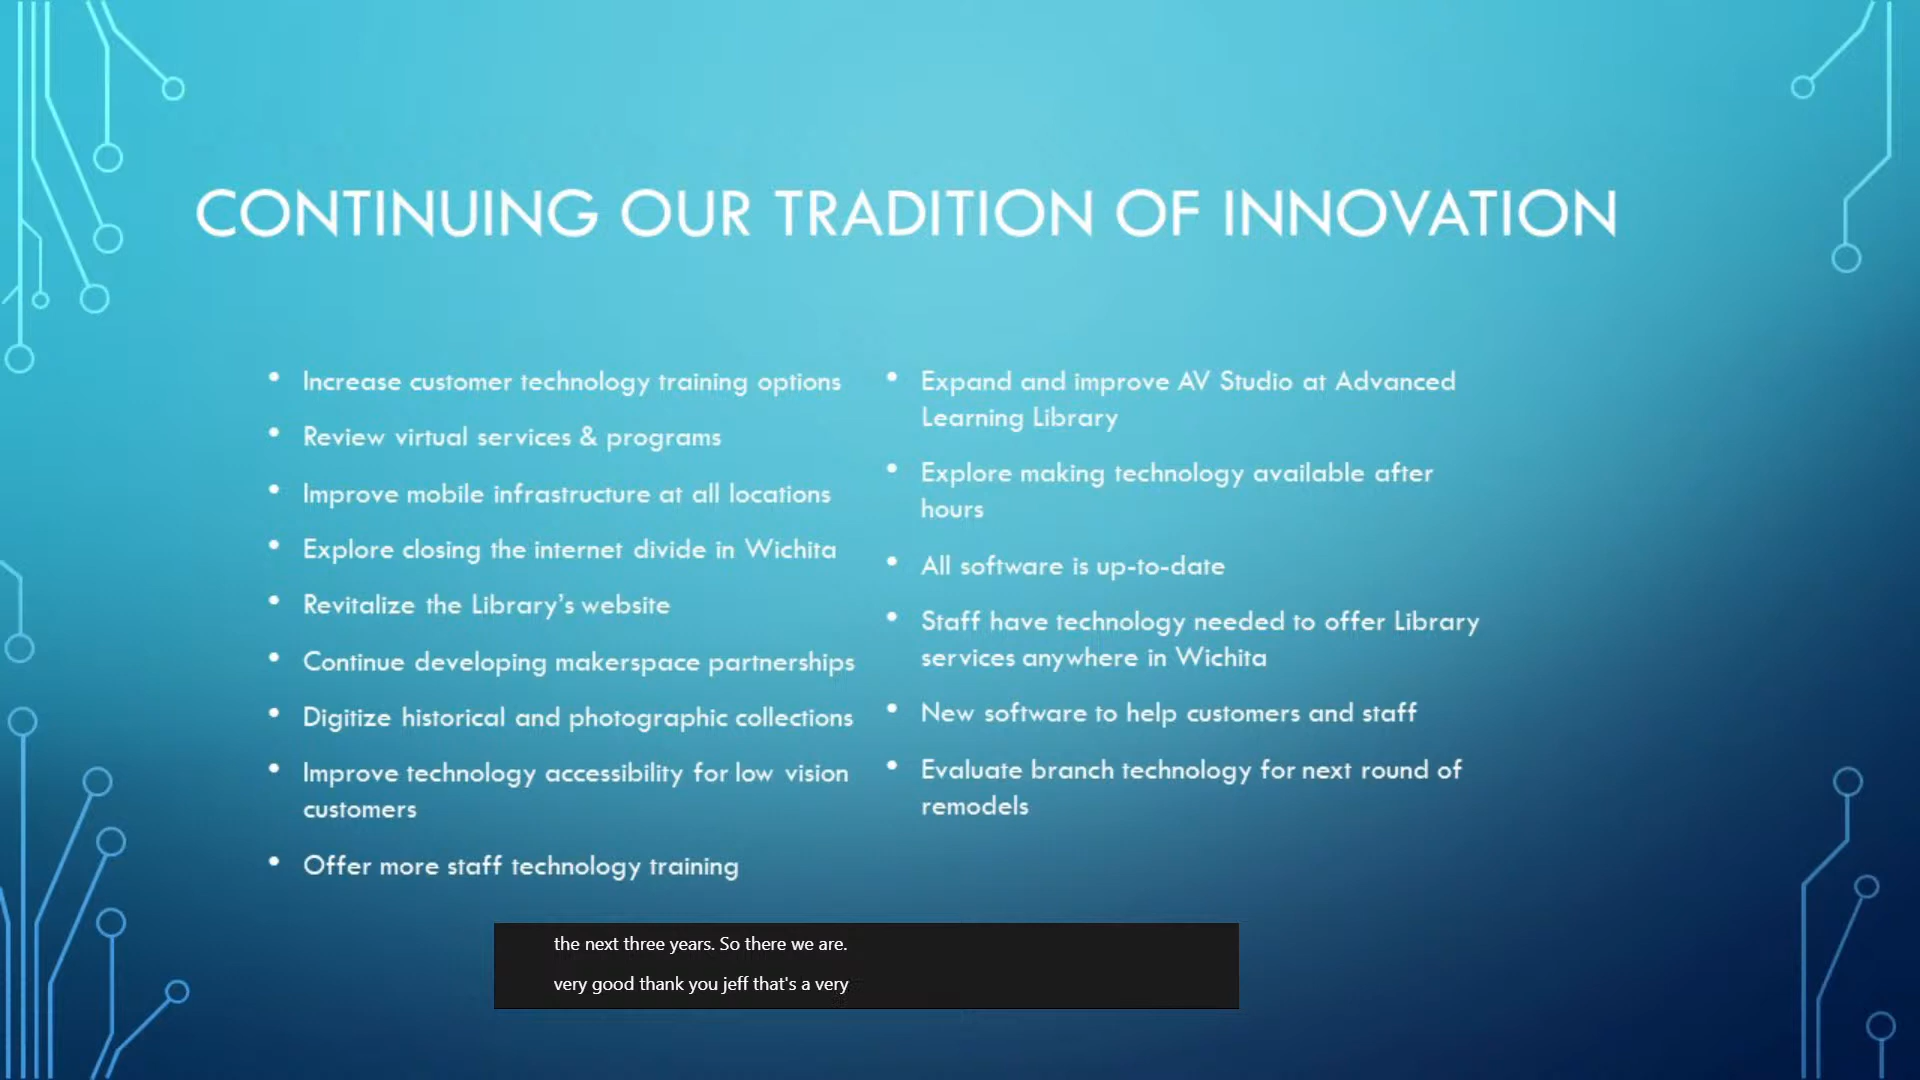 CONTINUING OUR TRADITION OF INNOVATION
• Increase customer technology training options
• Review virtual services & programs
• Improve mobile infrastructure at all locations
• Explore closing the internet divide in Wichita
• Revitalize the Library's website
• Continue developing makerspace partnerships
• Digitize historical and photographic collections
• Improve technology accessibility for low vision
customers
• Offer more staff technology training
• Expand and improve AV Studio at Advanced
Learning Library
• Explore making technology available after
hours
• All software is up-to-date
• Staff have technology needed to offer Library
services anywhere in Wichita
• New software to help customers and staff
• Evaluate branch technology for next round of
remodels
the next three years. So there we are.
very good thank you jeff that's a very